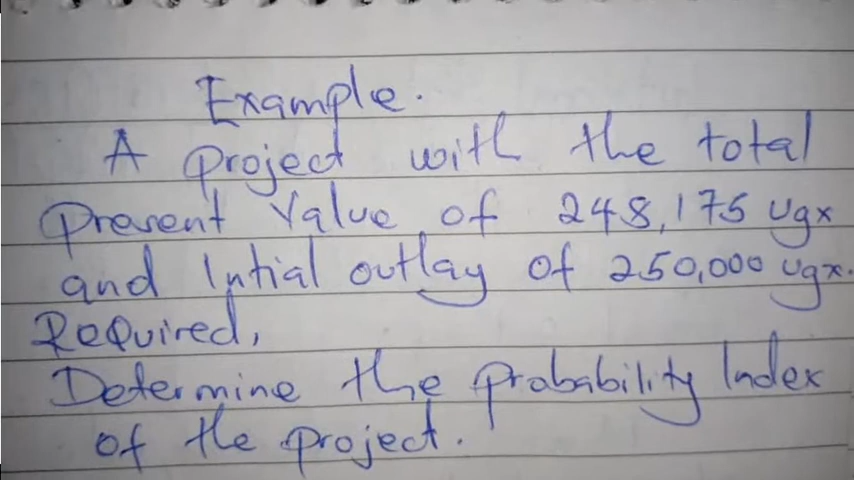 Example.
A project with the total
present value of 248,175 Ugx
and Intial outlay of 250,000 Ugx.
Required,
Determine the probability Index
of the project.